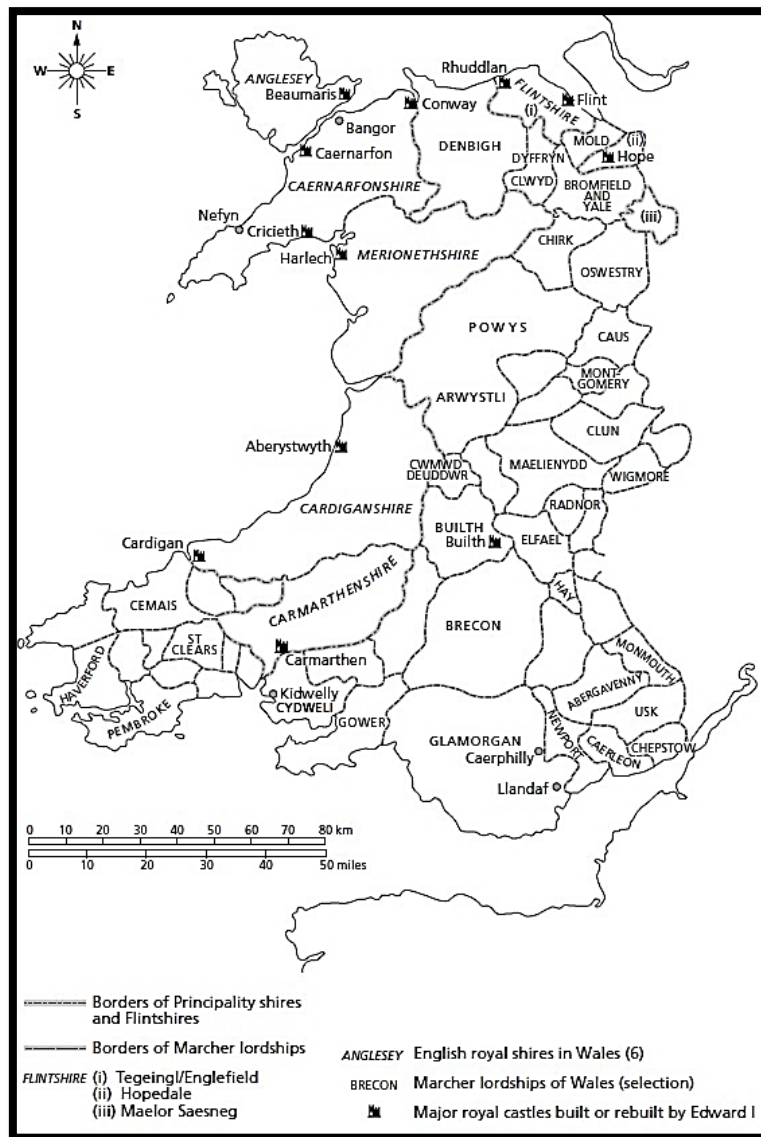 N
W E
S
ANGLESEY
Beaumaris
Bangor
Caernarfon
CAERNARFONSHIRE
Nefyn
Cricieth
Harlech
Conway
DENBIGH
Rhuddlan
FLINTSHIRE
(i)
Flint
MOLD
(ii)
Hope
DYFFRYN
CLWYD
BROMFIELD
AND
YALE
(iii)
MERIONETHSHIRE
CHIRK
OSWESTRY
POWYS
CAUS
MONT-
GOMERY
ARWYSTLI
CLUN
Aberystwyth
CWMWD
DEUDDWR
MAELIENYDD
WIGMORE
RADNOR
CARDIGANSHIRE
BUILTH
Builth
ELFAEL
Cardigan
CEMAIS
CARMARTHENSHIRE
HAY
BRECON
ST
CLEARS
Carmarthen
HAVERFORD
PEMBROKE
Kidwelly
CYDWELI
GOWER
MONMOUTH
ABERGAVENNY
USK
GLAMORGAN
Caerphilly
NEWPORT
CAERLEON
CHEPSTOW
Llandaf
0 10 20 30 40 50 60 70 80 km
0 10 20 30 40 50 miles
Borders of Principality shires
and Flintshires
Borders of Marcher lordships
FLINTSHIRE (i) Tegeingl/Englefield
(ii) Hopedale
(iii) Maelor Saesneg
ANGLESEY English royal shires in Wales (6)
BRECON Marcher lordships of Wales (selection)
Major royal castles built or rebuilt by Edward I